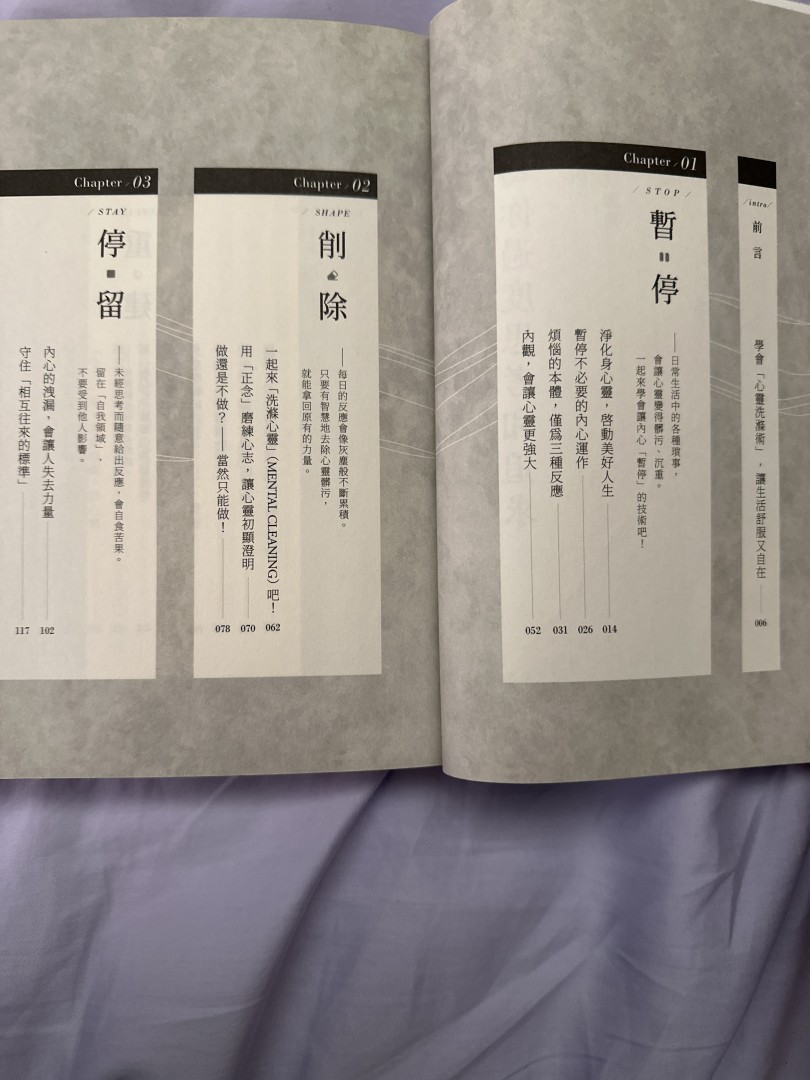 /intro/
前言
學會「心靈洗滌術」，讓生活舒服又自在
006
Chapter/01
/ STOP /
暫停
——日常生活中的各種瑣事，
會讓心靈變得髒污、沉重。
一起來學會讓內心「暫停」的技術吧！
淨化身心靈，啓動美好人生
014
暫停不必要的內心運作
026
煩惱的本體，僅爲三種反應
031
內觀，會讓心靈更強大
052
Chapter/02
/ SHAPE
削除
——每日的反應會像灰塵般不斷累積。
只要有智慧地去除心靈髒污，
就能拿回原有的力量。
一起來「洗滌心靈」（MENTAL CLEANING）吧！
062
用「正念」磨練心志，讓心靈初顯澄明
070
做還是不做？——當然只能做！
078
Chapter/03
/ STAY
停留
——未經思考而隨意給出反應，會自食苦果。
留在「自我領域」，
不要受到他人影響。
內心的洩漏，會讓人失去力量
102
守住「相互往來的標準」
117